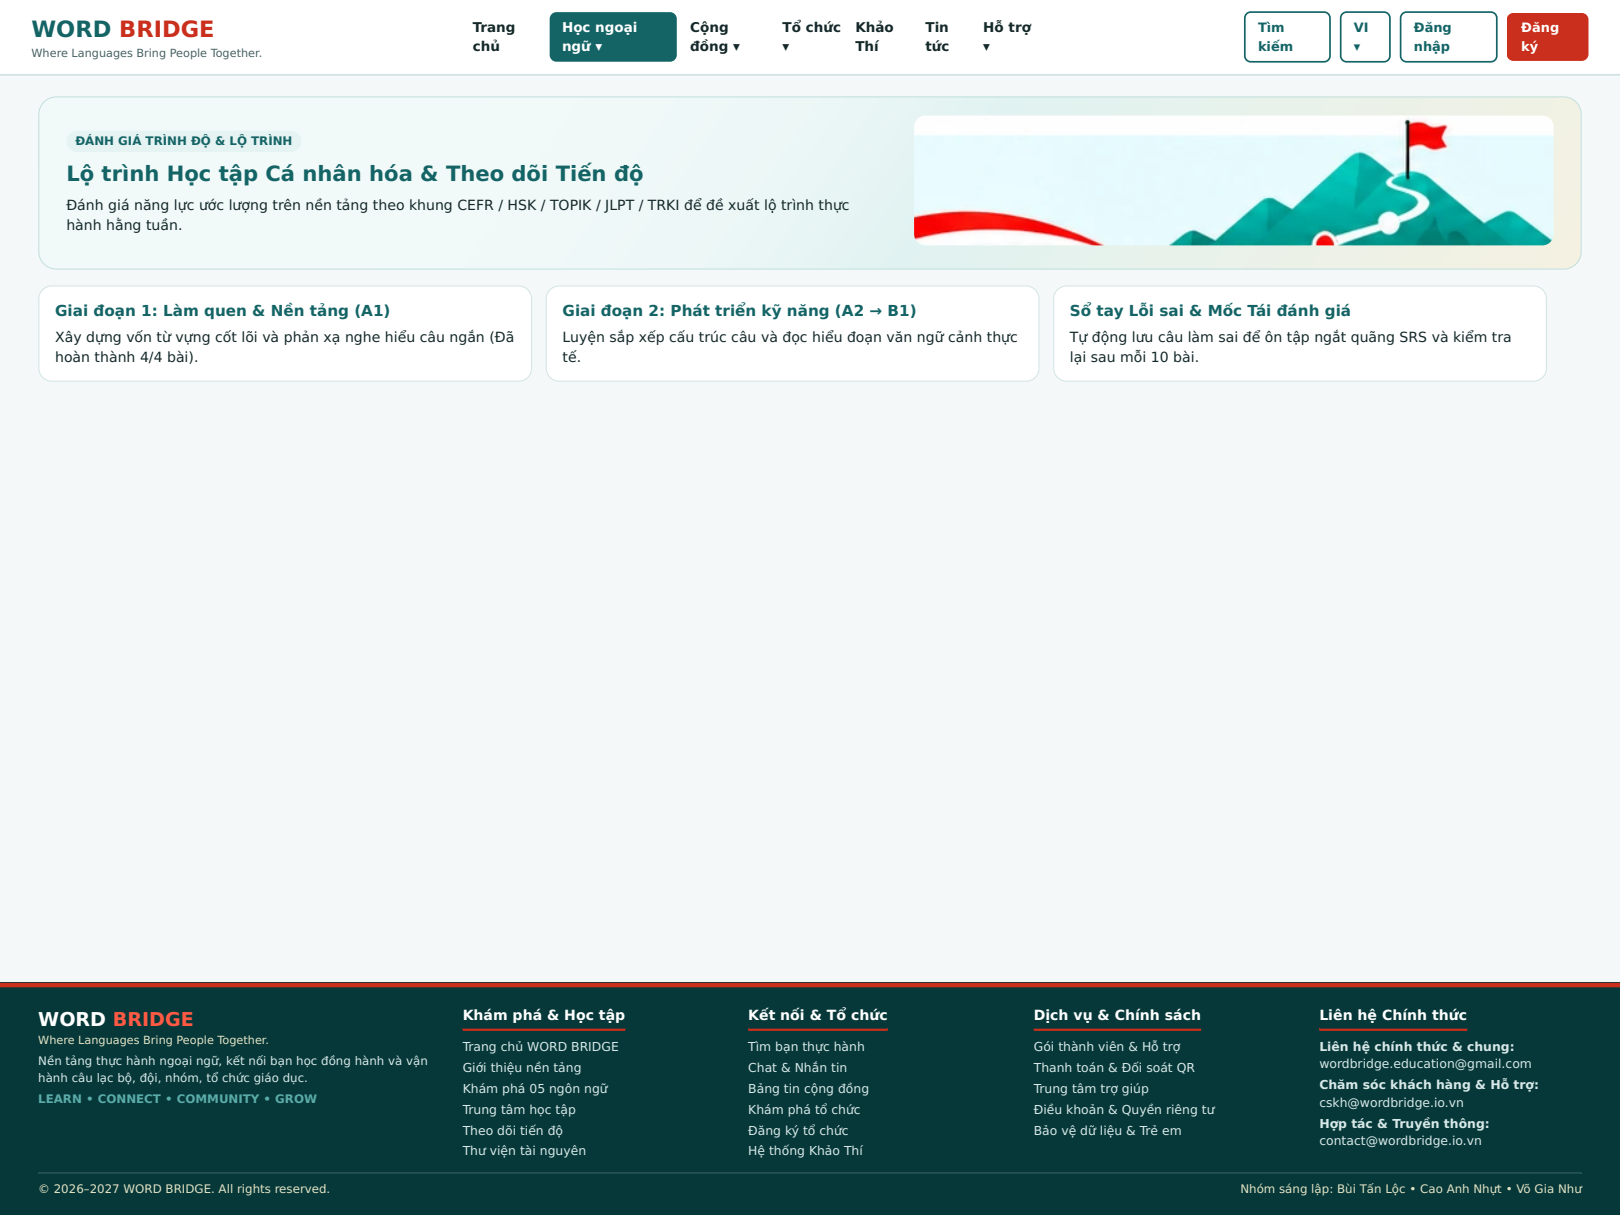 WORD BRIDGE
Where Languages Bring People Together.
Trang
chủ
Học ngoại
ngữ ▾
Cộng
đồng ▾
Tổ chức
▾
Khảo
Thí
Tin
tức
Hỗ trợ
▾
Tìm
kiếm
VI
▾
Đăng
nhập
Đăng
ký
ĐÁNH GIÁ TRÌNH ĐỘ & LỘ TRÌNH
Lộ trình Học tập Cá nhân hóa & Theo dõi Tiến độ
Đánh giá năng lực ước lượng trên nền tảng theo khung CEFR / HSK / TOPIK / JLPT / TRKI để đề xuất lộ trình thực
hành hằng tuần.
Giai đoạn 1: Làm quen & Nền tảng (A1)
Xây dựng vốn từ vựng cốt lõi và phản xạ nghe hiểu câu ngắn (Đã
hoàn thành 4/4 bài).
Giai đoạn 2: Phát triển kỹ năng (A2 → B1)
Luyện sắp xếp cấu trúc câu và đọc hiểu đoạn văn ngữ cảnh thực
tế.
Sổ tay Lỗi sai & Mốc Tái đánh giá
Tự động lưu câu làm sai để ôn tập ngắt quãng SRS và kiểm tra
lại sau mỗi 10 bài.
WORD BRIDGE
Where Languages Bring People Together.
Nền tảng thực hành ngoại ngữ, kết nối bạn học đồng hành và vận
hành câu lạc bộ, đội, nhóm, tổ chức giáo dục.
LEARN • CONNECT • COMMUNITY • GROW
Khám phá & Học tập
Trang chủ WORD BRIDGE
Giới thiệu nền tảng
Khám phá 05 ngôn ngữ
Trung tâm học tập
Theo dõi tiến độ
Thư viện tài nguyên
Kết nối & Tổ chức
Tìm bạn thực hành
Chat & Nhắn tin
Bảng tin cộng đồng
Khám phá tổ chức
Đăng ký tổ chức
Hệ thống Khảo Thí
Dịch vụ & Chính sách
Gói thành viên & Hỗ trợ
Thanh toán & Đối soát QR
Trung tâm trợ giúp
Điều khoản & Quyền riêng tư
Bảo vệ dữ liệu & Trẻ em
Liên hệ Chính thức
Liên hệ chính thức & chung:
wordbridge.education@gmail.com
Chăm sóc khách hàng & Hỗ trợ:
cskh@wordbridge.io.vn
Hợp tác & Truyền thông:
contact@wordbridge.io.vn
© 2026–2027 WORD BRIDGE. All rights reserved.
Nhóm sáng lập: Bùi Tấn Lộc • Cao Anh Nhựt • Võ Gia Như